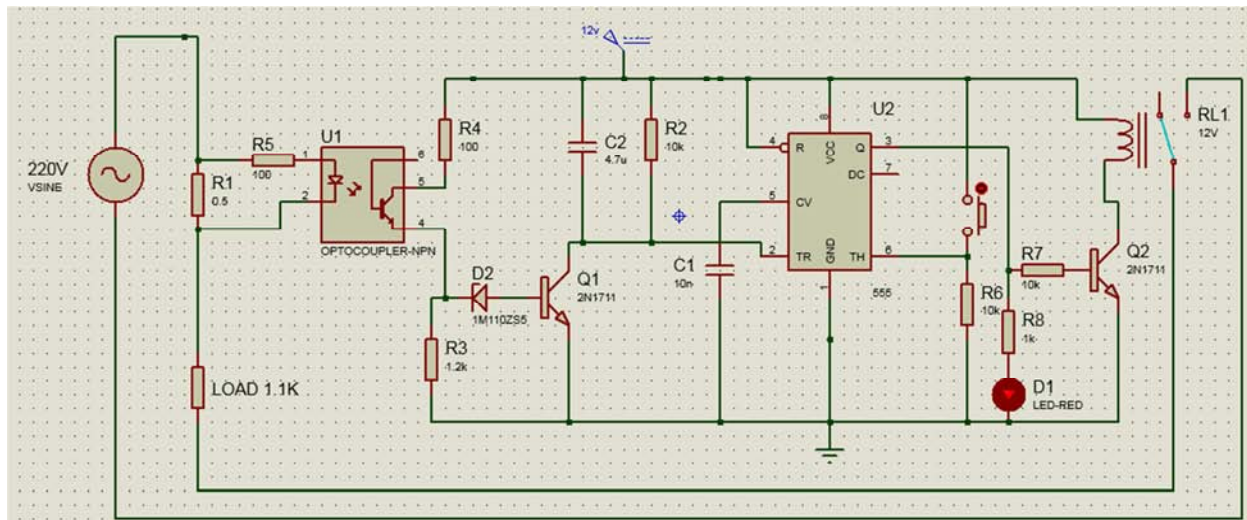 12v
220V
VSINE
R5
100
R1
0.5
U1
1
2
6
5
4
OPTOCOUPLER-NPN
R4
100
C2
4.7u
R2
10k
D2
1M110ZS5
Q1
2N1711
R3
1.2k
LOAD 1.1K
C1
10n
U2
4
R
8
VCC
Q
3
DC
7
5
CV
2
TR
GND
1
TH
6
555
R6
10k
R7
10k
R8
1k
D1
LED-RED
Q2
2N1711
RL1
12V